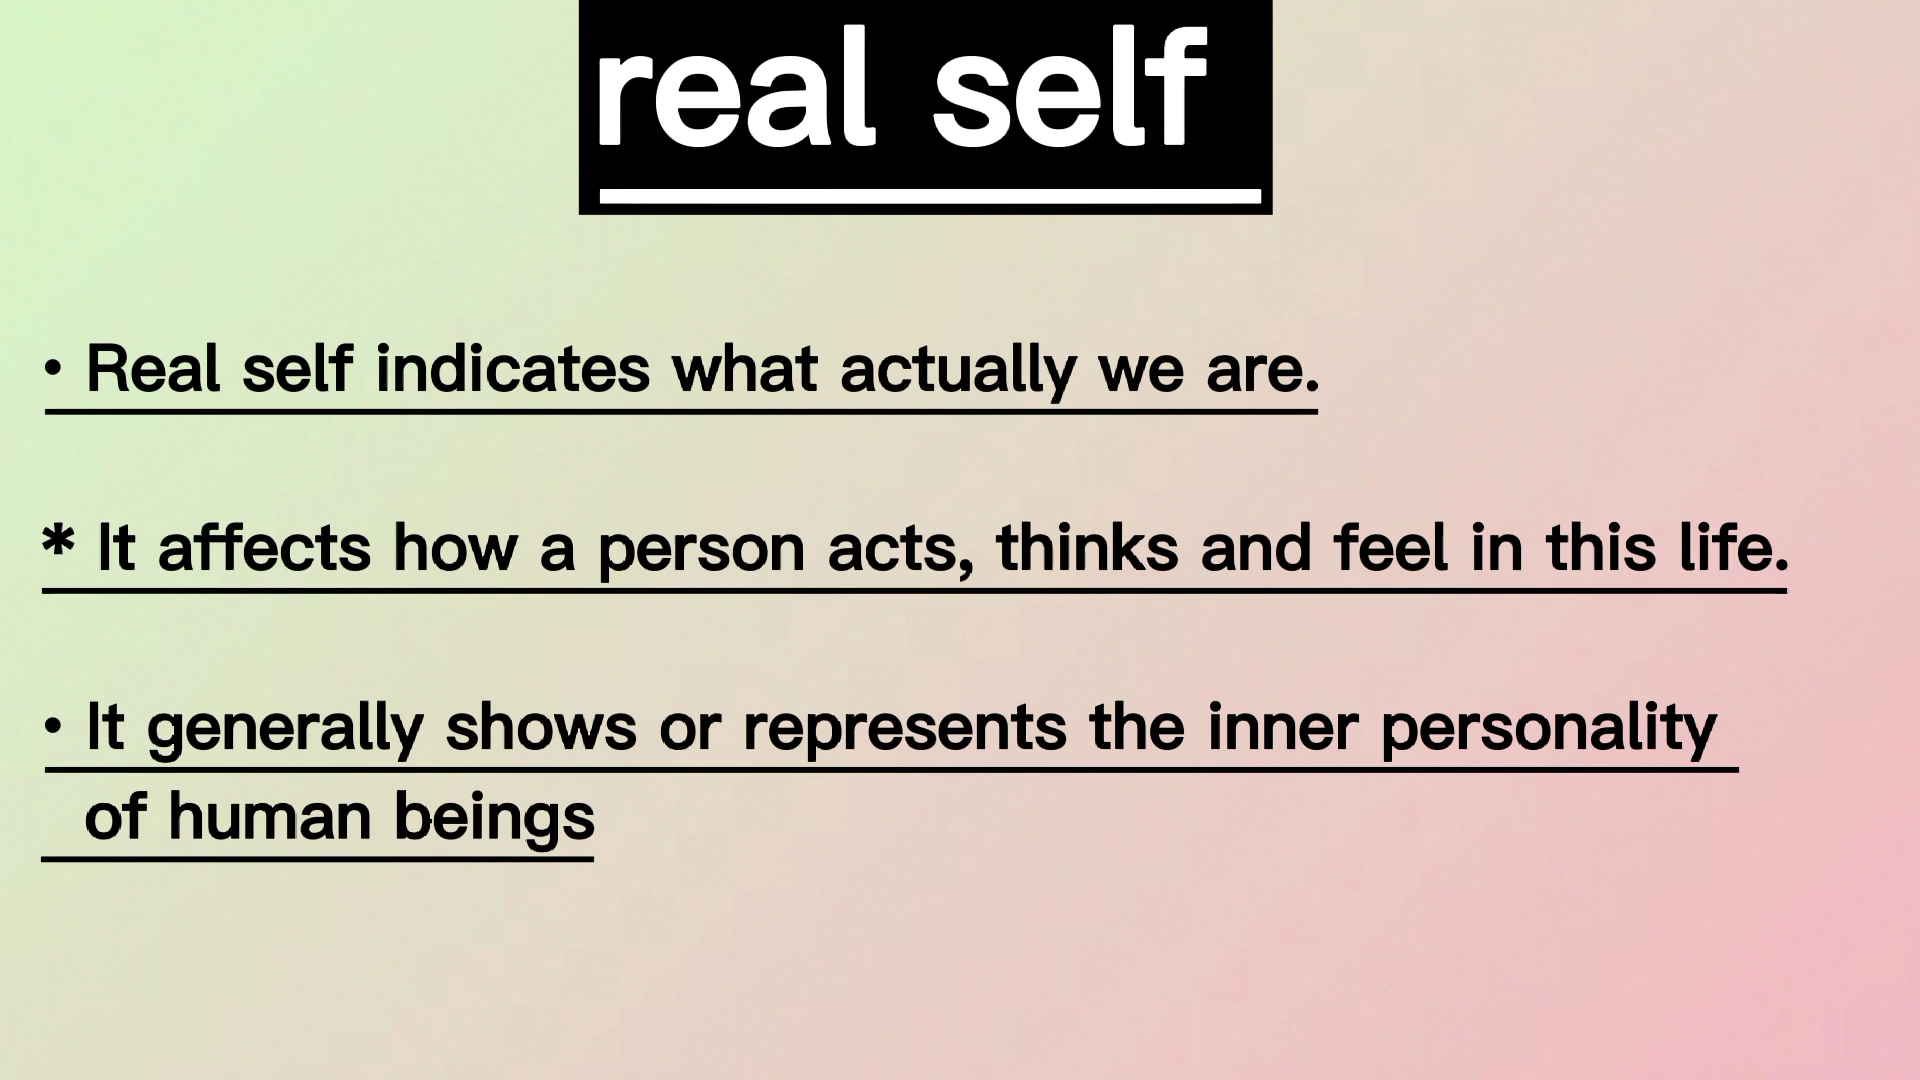 real self
• Real self indicates what actually we are.
* It affects how a person acts, thinks and feel in this life.
• It generally shows or represents the inner personality
of human beings